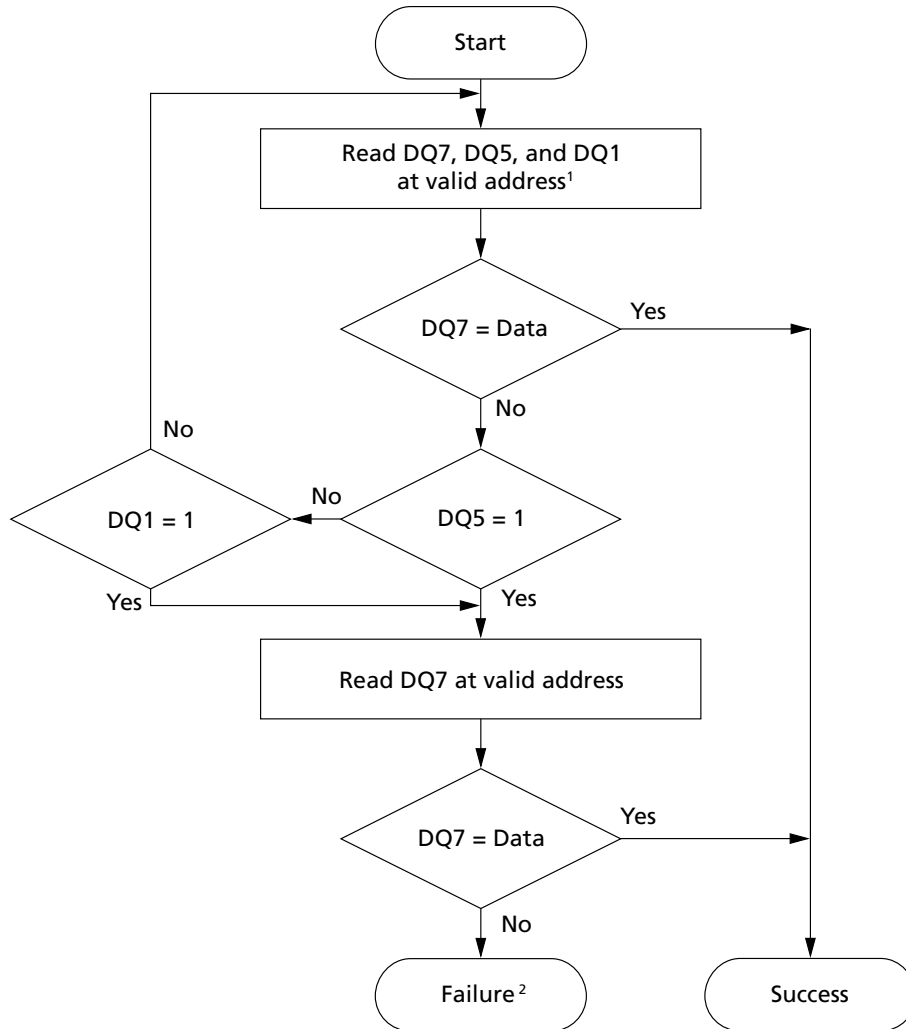 Start
Read DQ7, DQ5, and DQ1
at valid address¹
DQ7 = Data
Yes
No
No
DQ1 = 1
No
DQ5 = 1
Yes
Yes
Read DQ7 at valid address
DQ7 = Data
Yes
No
Failure ²
Success